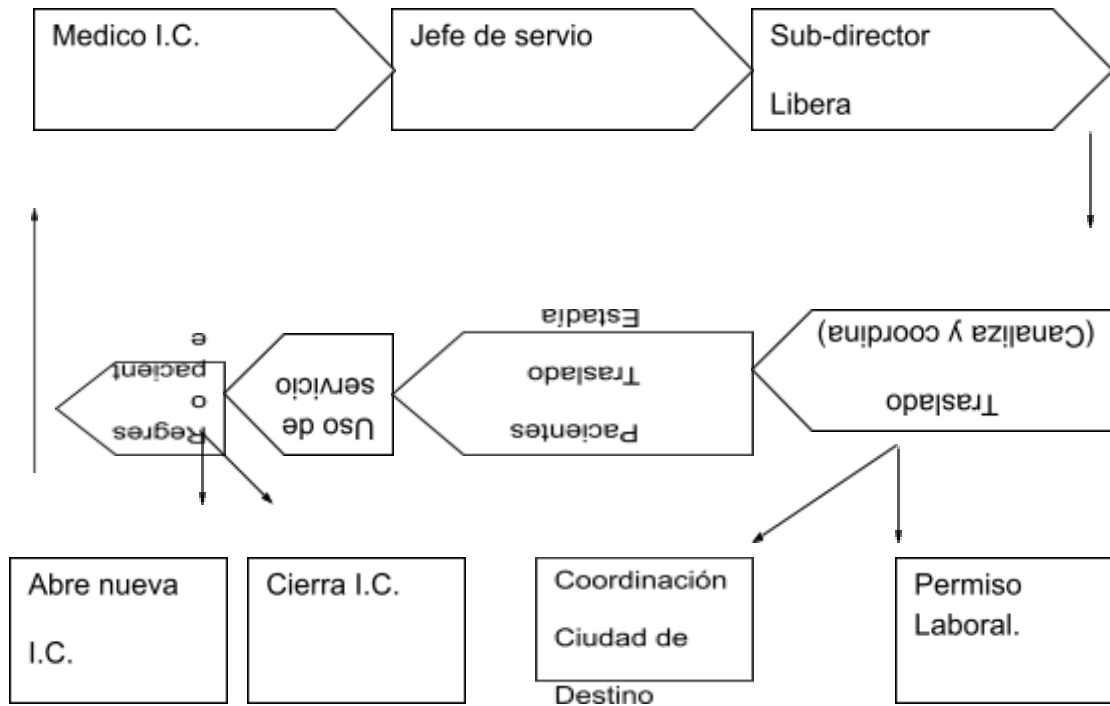 Medico I.C.
Jefe de servio
Sub-director
Libera
Traslado
(Canaliza y coordina)
Pacientes
Traslado
Estadía
Uso de
servicio
Regres
o
pacient
e
Abre nueva
I.C.
Cierra I.C.
Coordinación
Ciudad de
Destino
Permiso
Laboral.